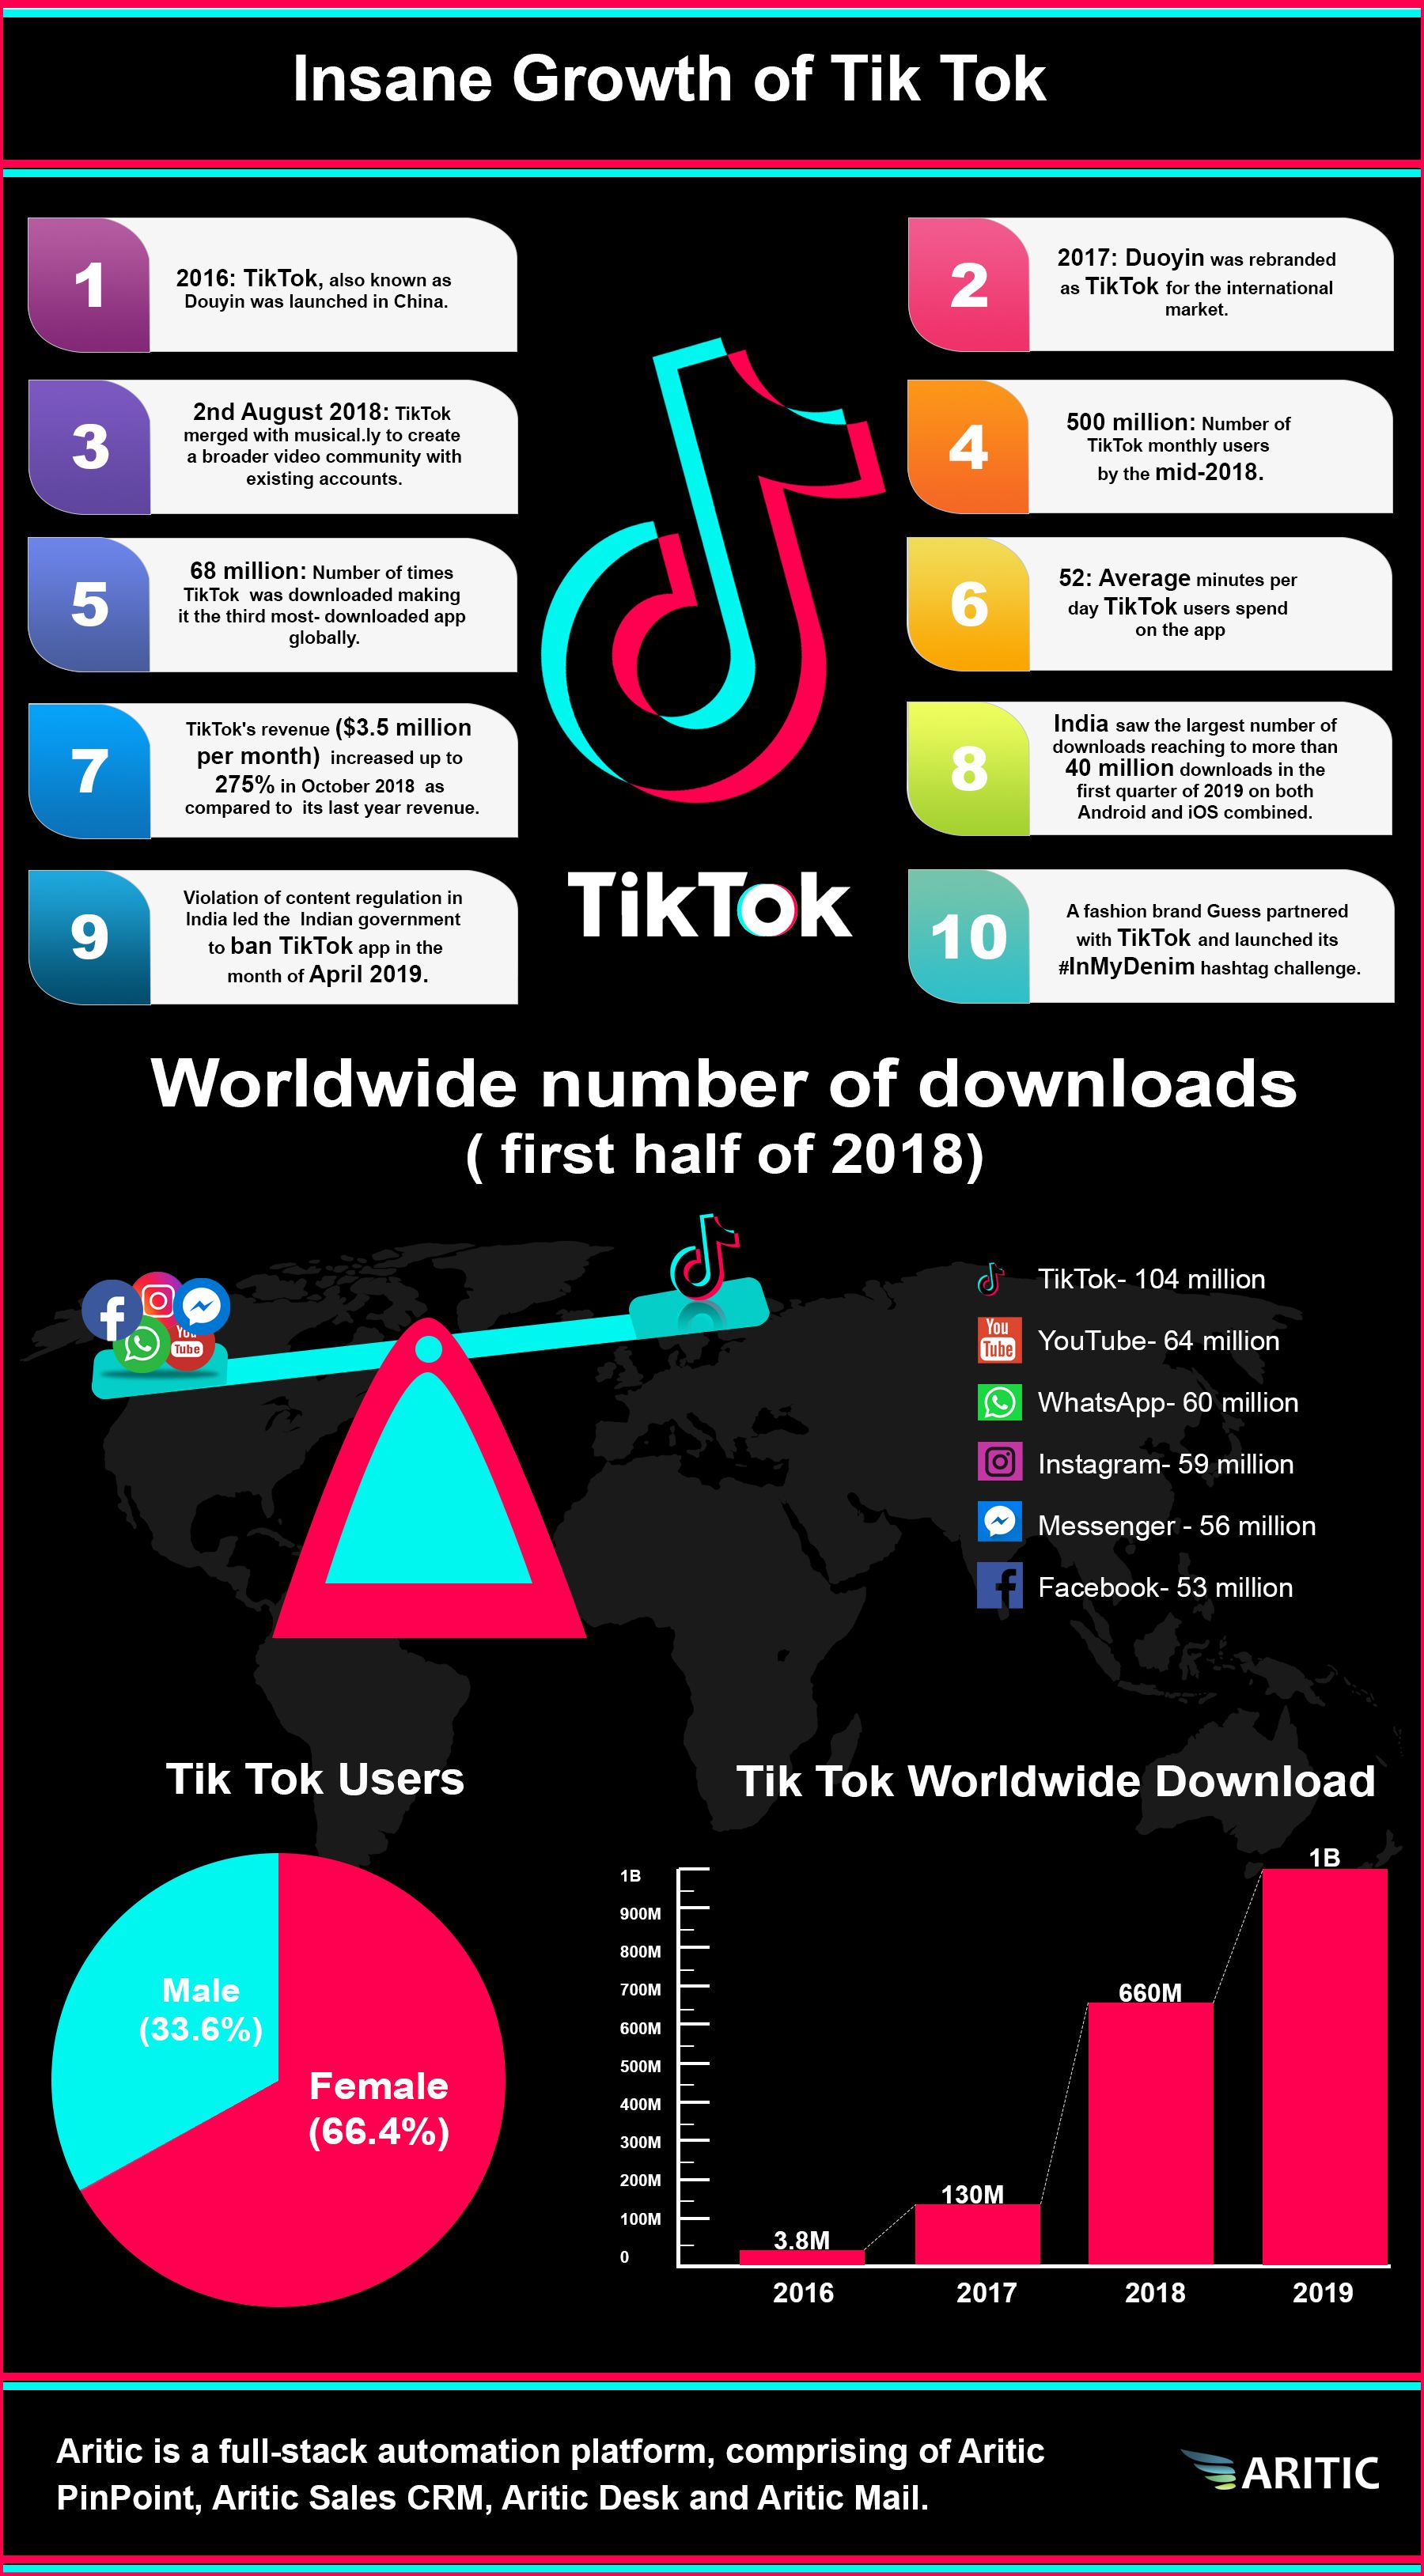 Insane Growth of Tik Tok
1
2016: TikTok, also known as
Douyin was launched in China.
2
2017: Duoyin was rebranded
as TikTok for the international
market.
3
2nd August 2018: TikTok
merged with musical.ly to create
a broader video community with
existing accounts.
4
500 million: Number of
TikTok monthly users
by the mid-2018.
5
68 million: Number of times
TikTok was downloaded making
it the third most- downloaded app
globally.
6
52: Average minutes per
day TikTok users spend
on the app
7
TikTok's revenue ($3.5 million
per month) increased up to
275% in October 2018 as
compared to its last year revenue.
8
India saw the largest number of
downloads reaching to more than
40 million downloads in the
first quarter of 2019 on both
Android and iOS combined.
9
Violation of content regulation in
India led the Indian government
to ban TikTok app in the
month of April 2019.
10
A fashion brand Guess partnered
with TikTok and launched its
#InMyDenim hashtag challenge.
TikTok
Worldwide number of downloads
( first half of 2018)
You
Tube
TikTok- 104 million
You
Tube
YouTube- 64 million
WhatsApp- 60 million
Instagram- 59 million
Messenger - 56 million
Facebook- 53 million
Tik Tok Users
Male
(33.6%)
Female
(66.4%)
Tik Tok Worldwide Download
1B
900M
800M
700M
600M
500M
400M
300M
200M
100M
0
3.8M
130M
660M
1B
2016
2017
2018
2019
Aritic is a full-stack automation platform, comprising of Aritic
PinPoint, Aritic Sales CRM, Aritic Desk and Aritic Mail.
ARITIC